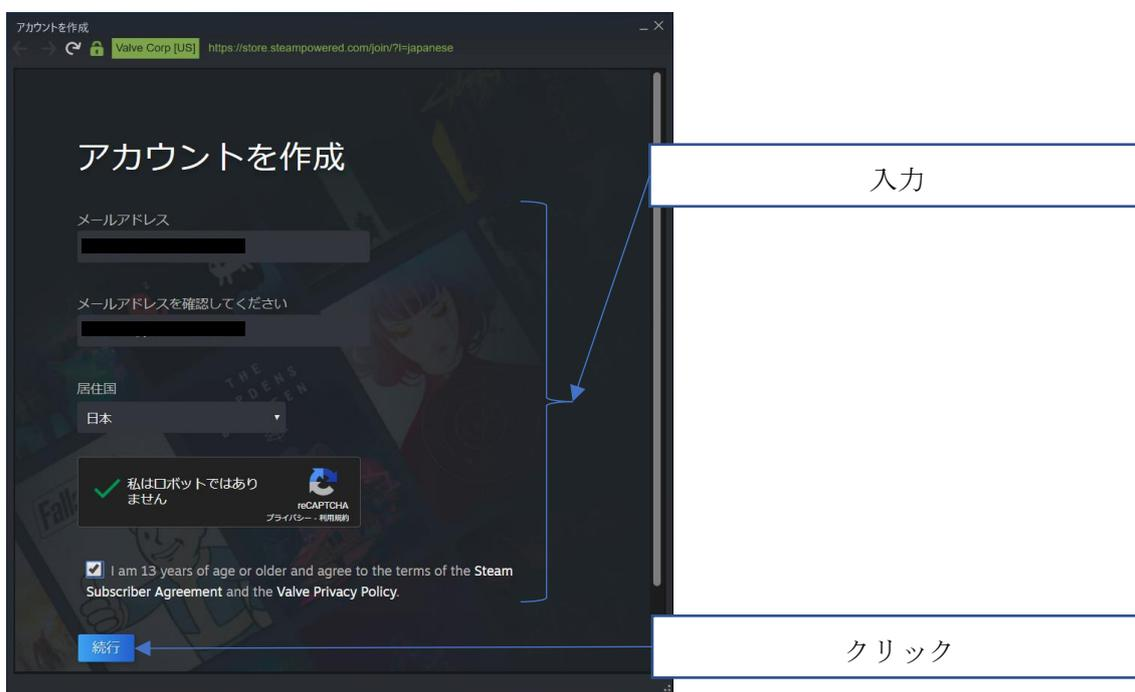 アカウントを作成
Valve Corp [US] https://store.steampowered.com/join/?l=japanese
アカウントを作成
入力
メールアドレス
メールアドレスを確認してください
THE
GARDENS
BETWEEN
居住国
日本
私はロボットではあり
ません
reCAPTCHA
プライバシー - 利用規約
Fall
I am 13 years of age or older and agree to the terms of the Steam
Subscriber Agreement and the Valve Privacy Policy.
続行
クリック